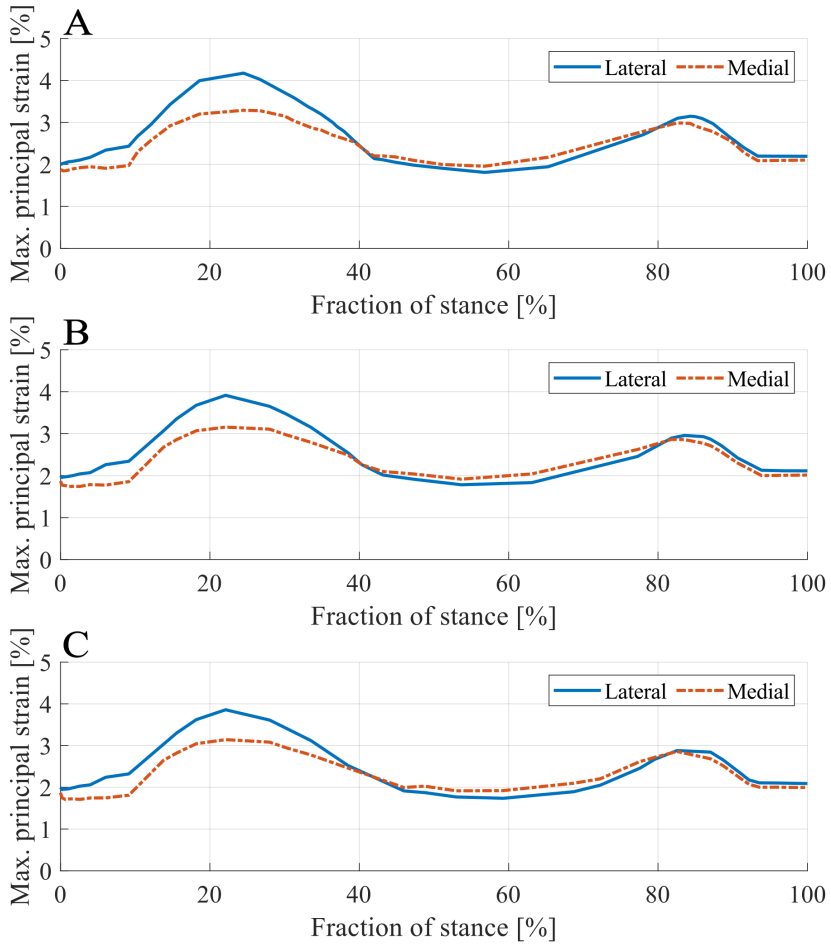 A
Max. principal strain [%]
5
4
3
2
1
0
Lateral Medial
0 20 40 60 80 100
Fraction of stance [%]
B
Max. principal strain [%]
5
4
3
2
1
0
Lateral Medial
0 20 40 60 80 100
Fraction of stance [%]
C
Max. principal strain [%]
5
4
3
2
1
0
Lateral Medial
0 20 40 60 80 100
Fraction of stance [%]